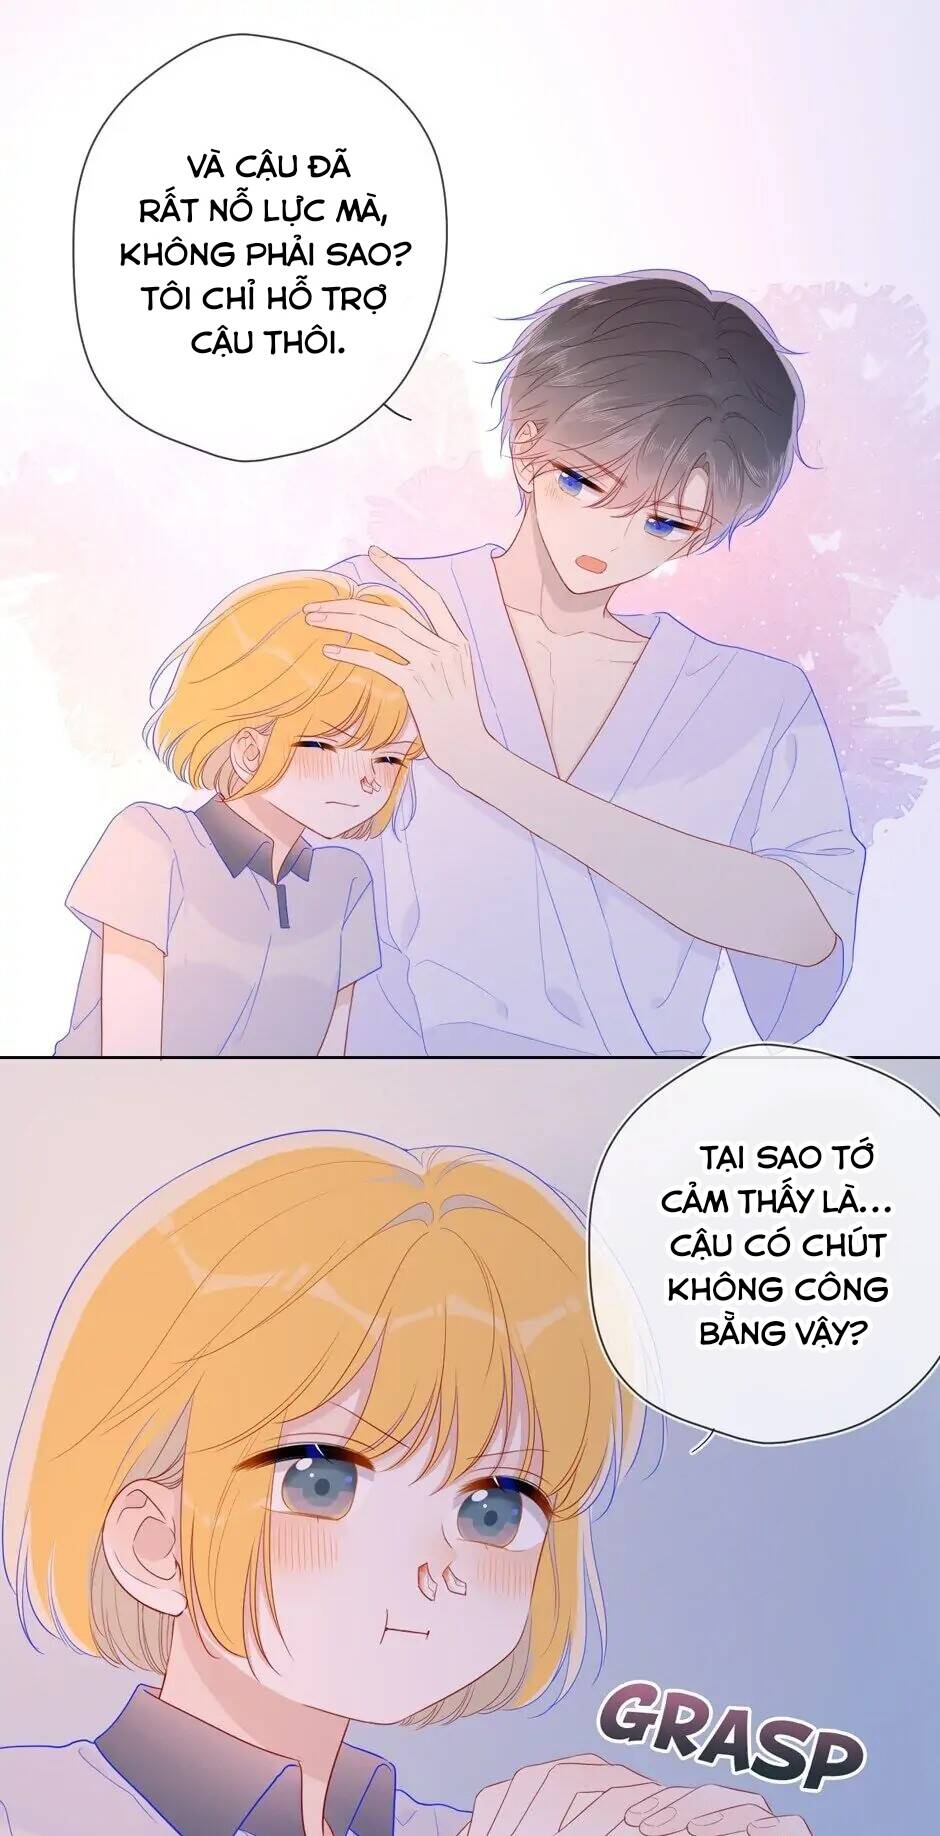 VÀ CẬU ĐÃ
RẤT NỖ LỰC MÀ,
KHÔNG PHẢI SAO?
TÔI CHỈ HỖ TRỢ
CẬU THÔI.
TẠI SAO TỚ
CẢM THẤY LÀ...
CẬU CÓ CHÚT
KHÔNG CÔNG
BẰNG VẬY?
GRASP